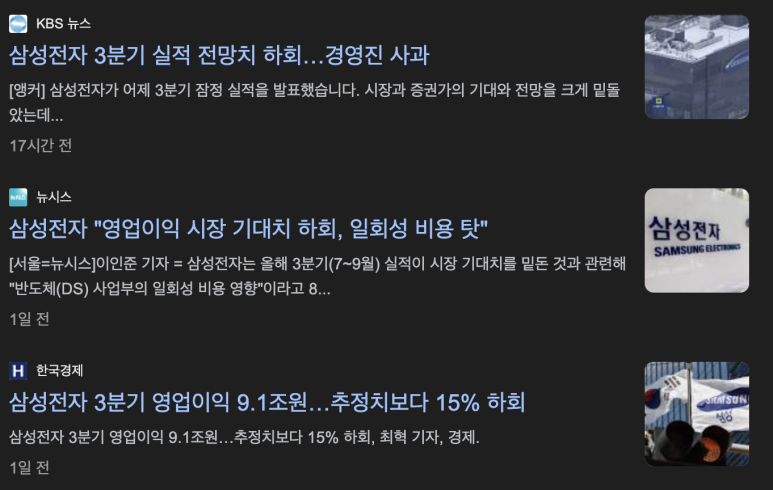 KBS 뉴스
삼성전자 3분기 실적 전망치 하회…경영진 사과
[앵커] 삼성전자가 어제 3분기 잠정 실적을 발표했습니다. 시장과 증권가의 기대와 전망을 크게 밑돌
았는데...
17시간 전
뉴시스
삼성전자 "영업이익 시장 기대치 하회, 일회성 비용 탓"
[서울=뉴시스]이인준 기자 = 삼성전자는 올해 3분기(7~9월) 실적이 시장 기대치를 밑돈 것과 관련해
"반도체(DS) 사업부의 일회성 비용 영향"이라고 8...
1일 전
삼성전자
SAMSUNG ELECTRONICS
H 한국경제
삼성전자 3분기 영업이익 9.1조원…추정치보다 15% 하회
삼성전자 3분기 영업이익 9.1조원…추정치보다 15% 하회, 최혁 기자, 경제.
1일 전
SAMSUNG
삼성